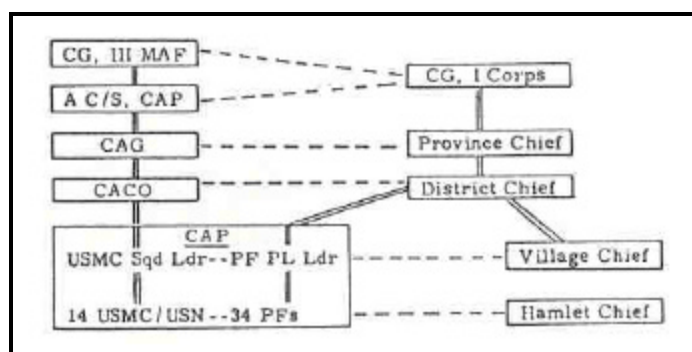 CG, III MAF
CG, I Corps
A C/S, CAP
CAG
Province Chief
CACO
District Chief
CAP
USMC Sqd Ldr--PF PL Ldr
Village Chief
14 USMC/USN--34 PFs
Hamlet Chief